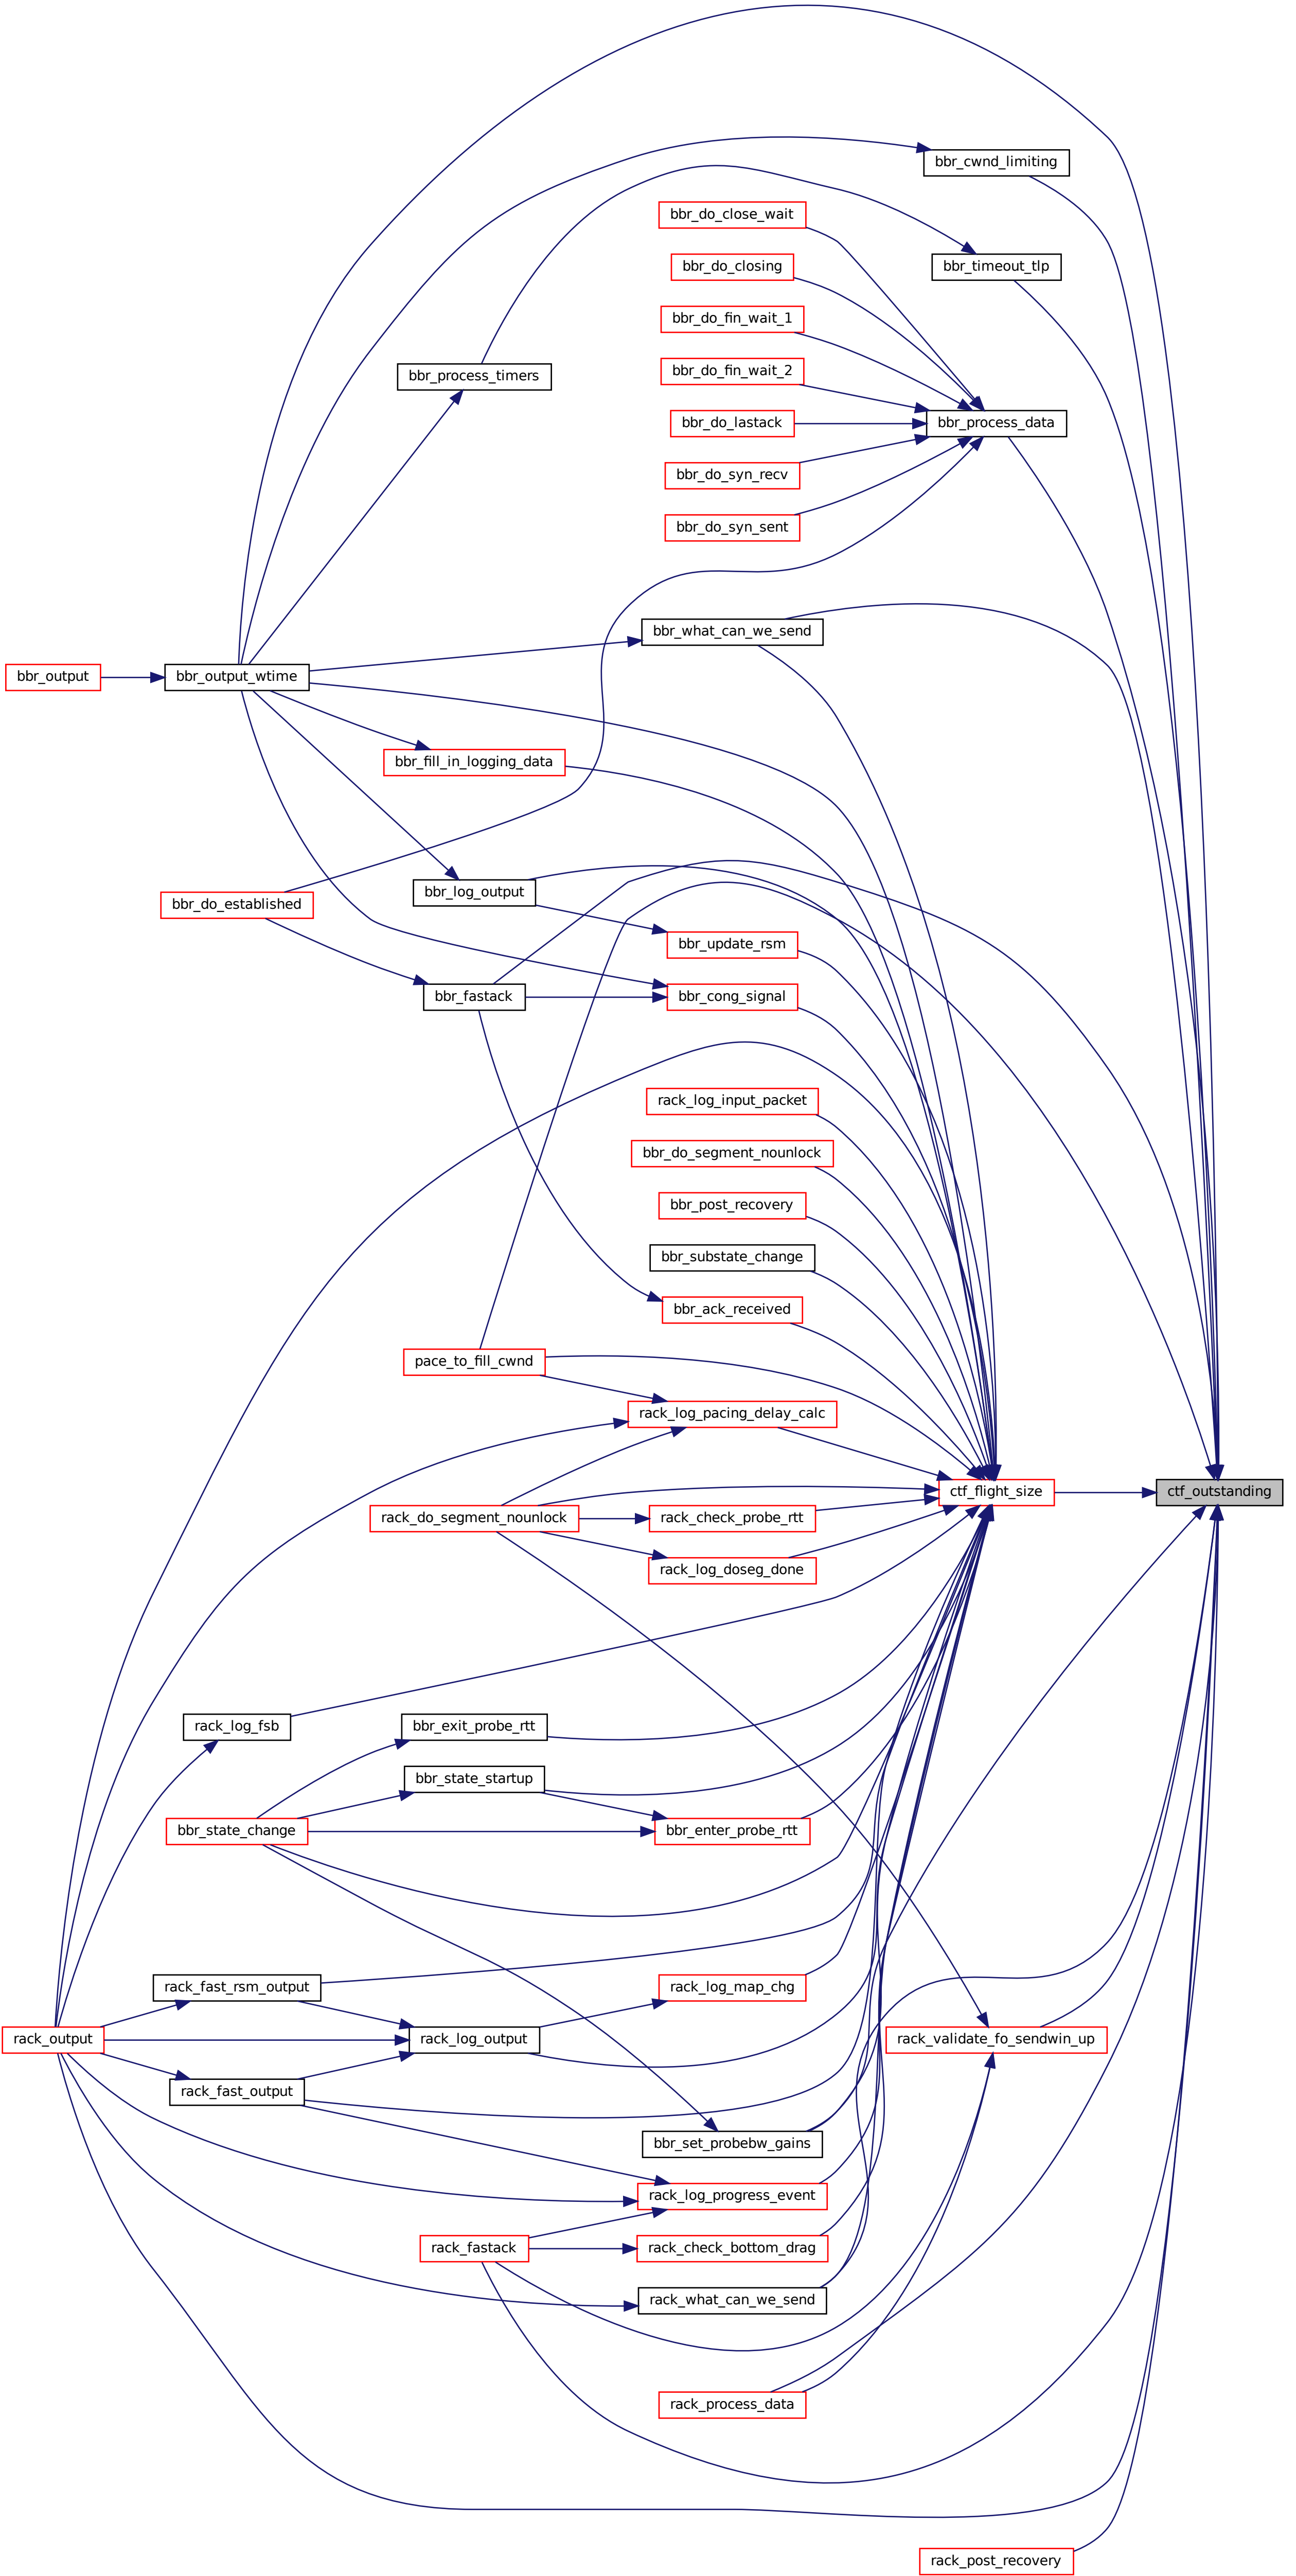 bbr_cwnd_limiting
bbr_do_close_wait
bbr_do_closing
bbr_timeout_tlp
bbr_do_fin_wait_1
bbr_do_fin_wait_2
bbr_process_timers
bbr_do_lastack
bbr_process_data
bbr_do_syn_recv
bbr_do_syn_sent
bbr_what_can_we_send
bbr_output
bbr_output_wtime
bbr_fill_in_logging_data
bbr_log_output
bbr_do_established
bbr_update_rsm
bbr_fastack
bbr_cong_signal
rack_log_input_packet
bbr_do_segment_nounlock
bbr_post_recovery
bbr_substate_change
bbr_ack_received
pace_to_fill_cwnd
rack_log_pacing_delay_calc
ctf_flight_size
ctf_outstanding
rack_do_segment_nounlock
rack_check_probe_rtt
rack_log_doseg_done
rack_log_fsb
bbr_exit_probe_rtt
bbr_state_startup
bbr_state_change
bbr_enter_probe_rtt
rack_fast_rsm_output
rack_log_map_chg
rack_output
rack_log_output
rack_validate_fo_sendwin_up
rack_fast_output
bbr_set_probebw_gains
rack_log_progress_event
rack_fastack
rack_check_bottom_drag
rack_what_can_we_send
rack_process_data
rack_post_recovery